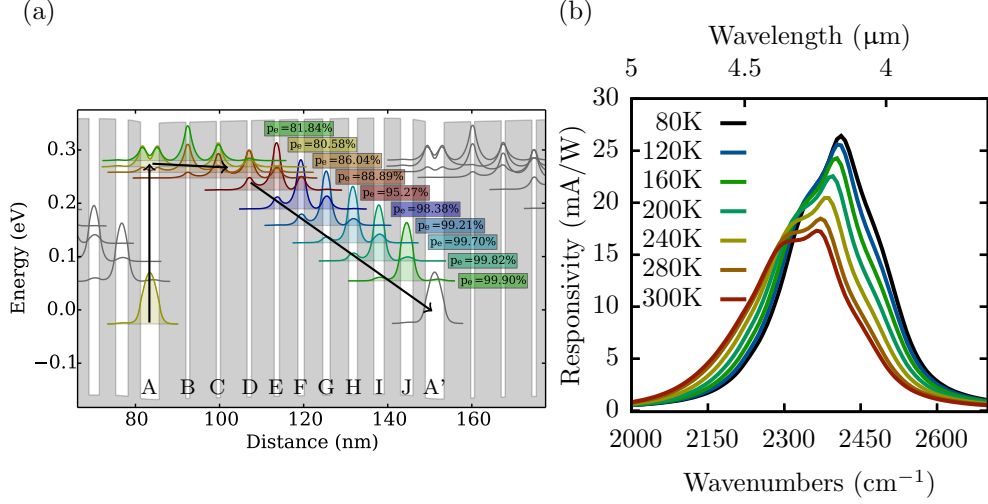 (a)
0.3
0.2
0.1
0.0
−0.1
Energy (eV)
pe=81.84%
pe=80.58%
pe=86.04%
pe=88.89%
pe=95.27%
pe=98.38%
pe=99.21%
pe=99.70%
pe=99.82%
pe=99.90%
A B C D E F G H I J A'
80 100 120 140 160
Distance (nm)
(b)
Wavelength (µm)
5 4.5 4
30
25
20
15
10
5
0
Responsivity (mA/W)
80K
120K
160K
200K
240K
280K
300K
2000 2150 2300 2450 2600
Wavenumbers (cm⁻¹)